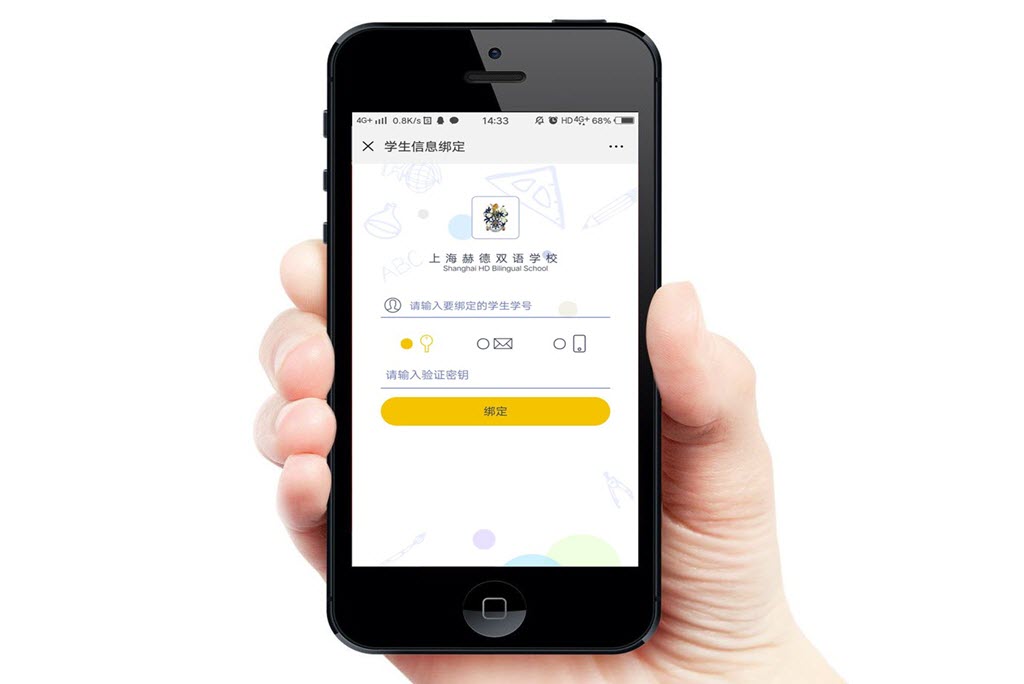 4G+ 0.8K/s 14:33 HD 4G+ 68%
学生信息绑定
ABC
上海赫德双语学校
Shanghai HD Bilingual School
请输入要绑定的学生学号
请输入验证密钥
绑定